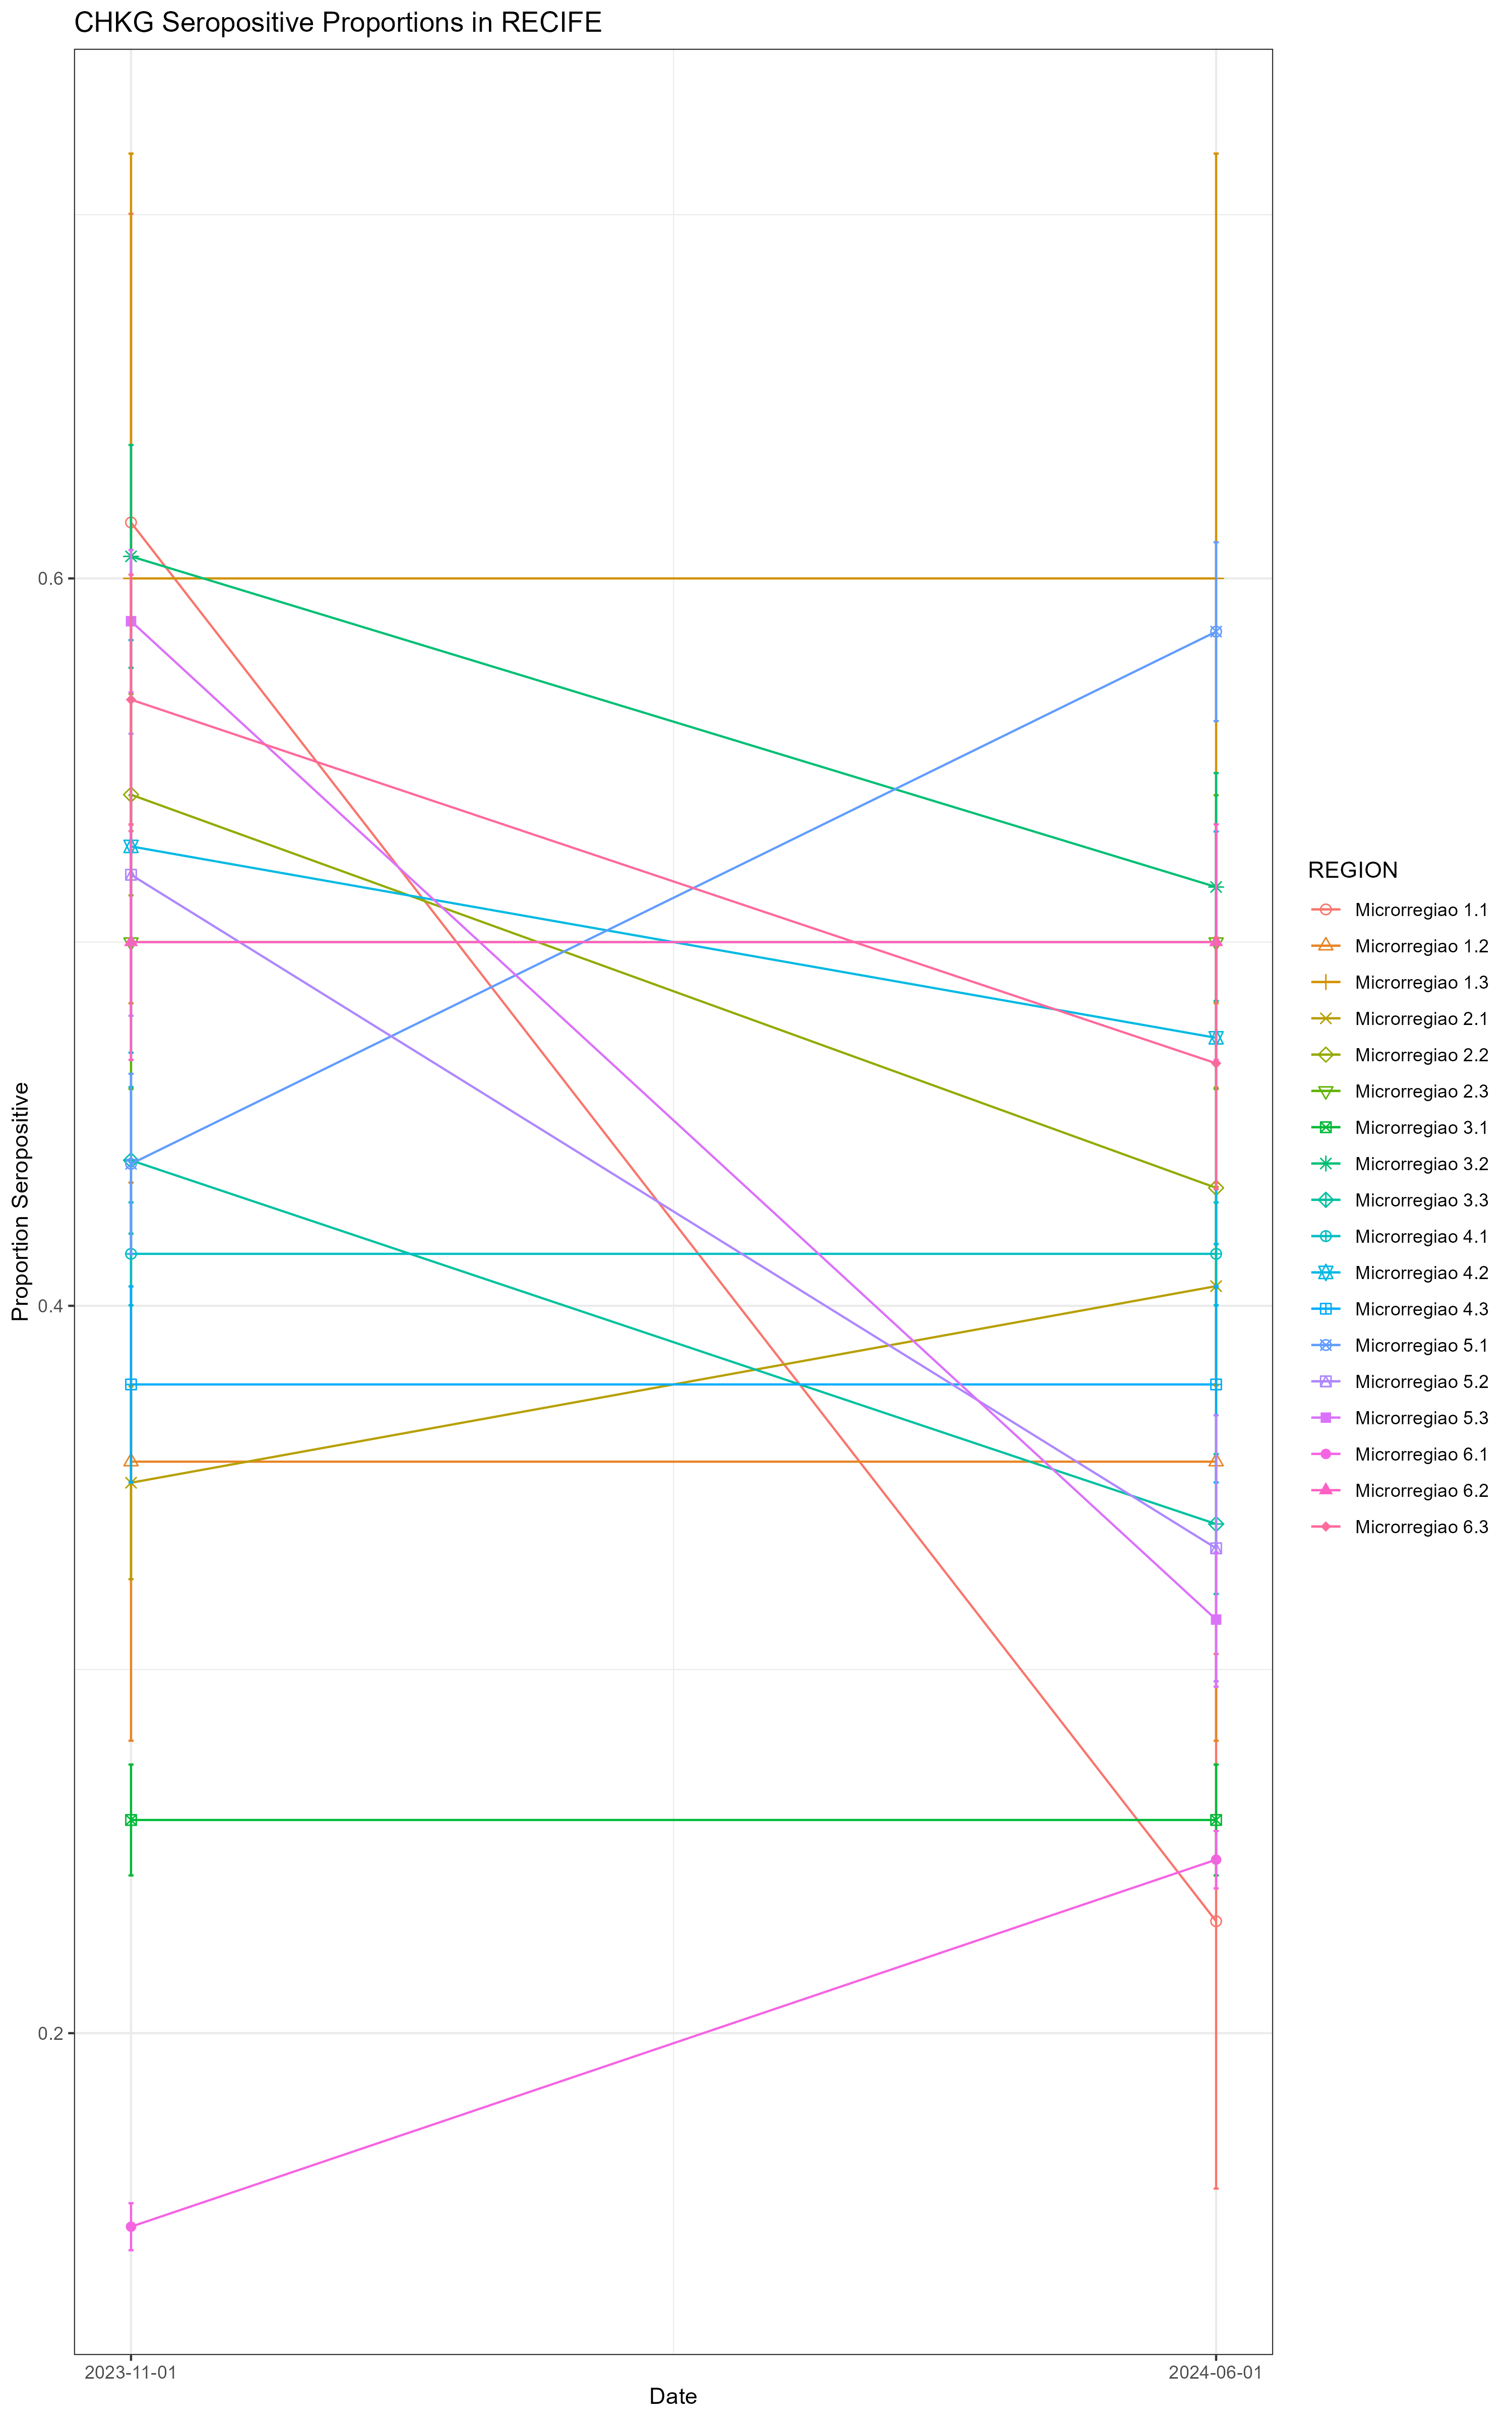 CHKG Seropositive Proportions in RECIFE
Proportion Seropositive
0.6
0.4
0.2
2023-11-01
2024-06-01
Date
REGION
Microrregiao 1.1
Microrregiao 1.2
Microrregiao 1.3
Microrregiao 2.1
Microrregiao 2.2
Microrregiao 2.3
Microrregiao 3.1
Microrregiao 3.2
Microrregiao 3.3
Microrregiao 4.1
Microrregiao 4.2
Microrregiao 4.3
Microrregiao 5.1
Microrregiao 5.2
Microrregiao 5.3
Microrregiao 6.1
Microrregiao 6.2
Microrregiao 6.3